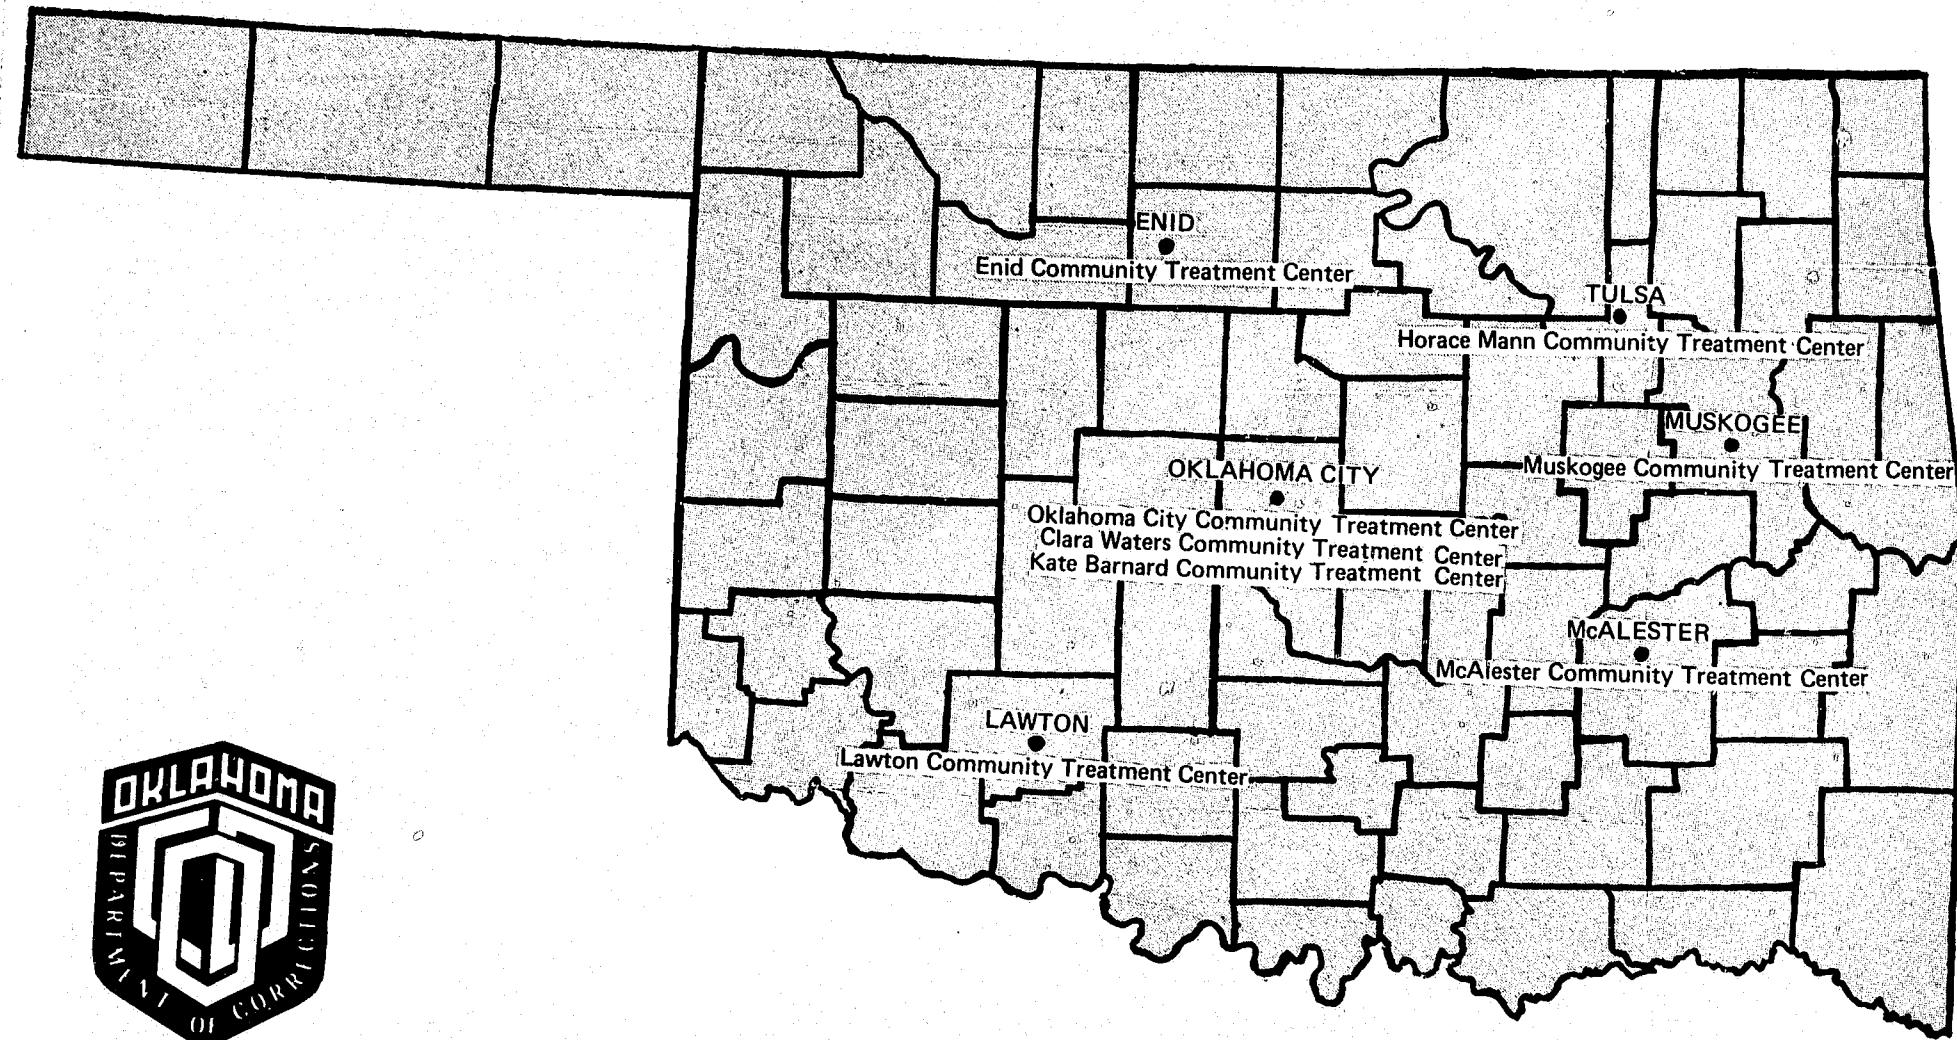 ENID
Enid Community Treatment Center
TULSA
Horace Mann Community Treatment Center
MUSKOGEE
Muskogee Community Treatment Center
OKLAHOMA CITY
Oklahoma City Community Treatment Center
Clara Waters Community Treatment Center
Kate Barnard Community Treatment Center
McALESTER
McAlester Community Treatment Center
LAWTON
Lawton Community Treatment Center
OKLAHOMA
DEPARTMENT OF CORRECTIONS